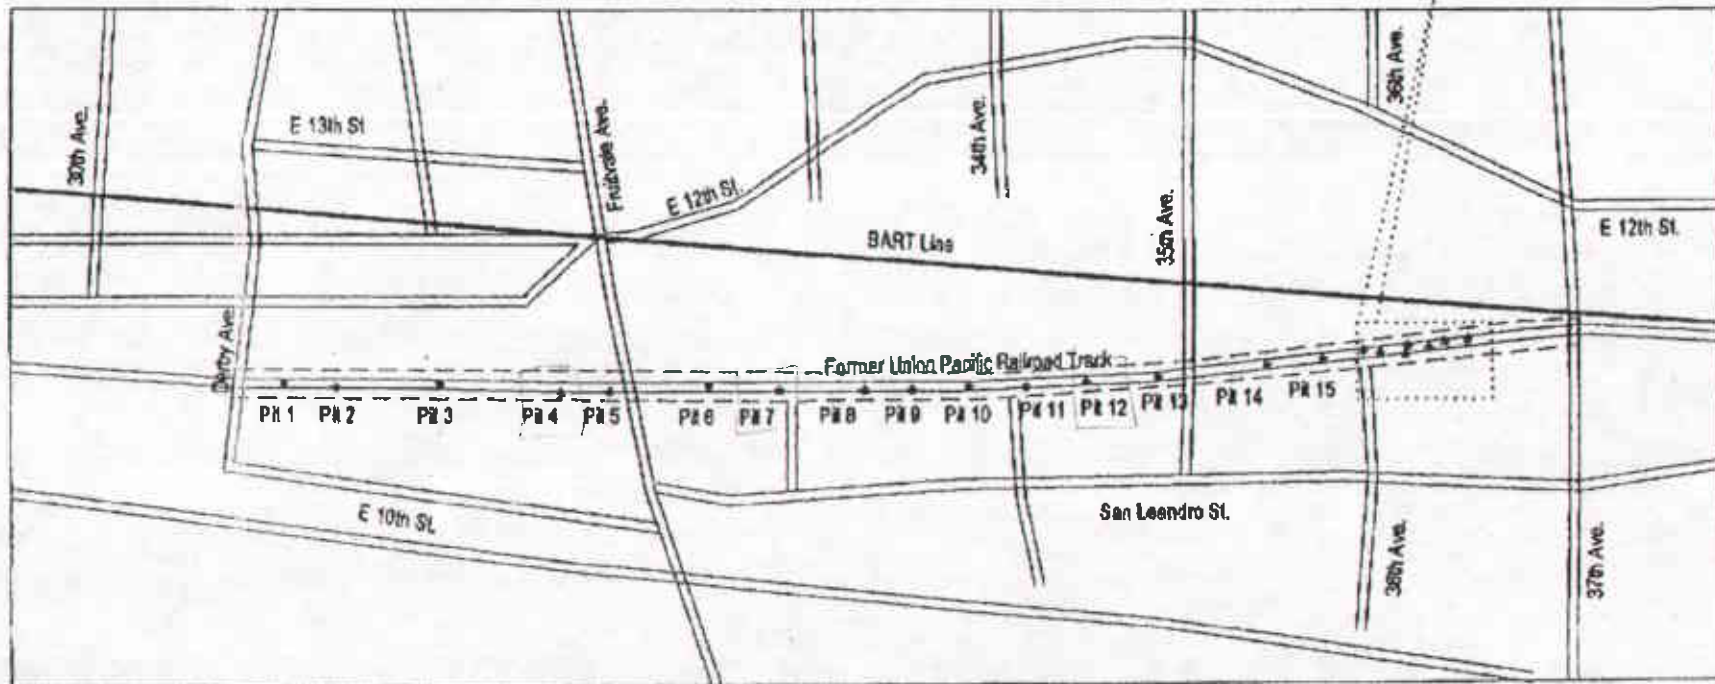 30th Ave.
E 13th St
Fruitvale Ave.
E 12th St.
34th Ave.
36th Ave.
35th Ave.
BART Line
E 12th St.
Derby Ave.
Former Union Pacific Railroad Track
Pit 1 Pit 2 Pit 3 Pit 4 Pit 5 Pit 6 Pit 7 Pit 8 Pit 9 Pit 10 Pit 11 Pit 12 Pit 13 Pit 14 Pit 15
E 10th St.
San Leandro St.
36th Ave.
37th Ave.